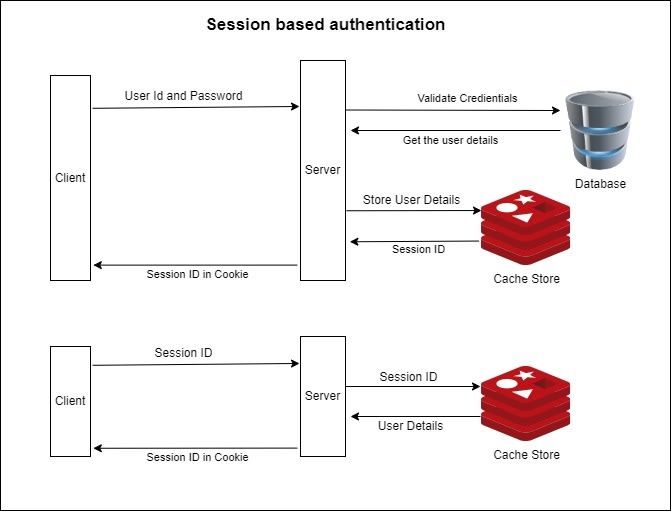 Session based authentication
User Id and Password
Validate Credientials
Get the user details
Client
Server
Database
Store User Details
Session ID
Session ID in Cookie
Cache Store
Session ID
Session ID
Client
Server
User Details
Session ID in Cookie
Cache Store